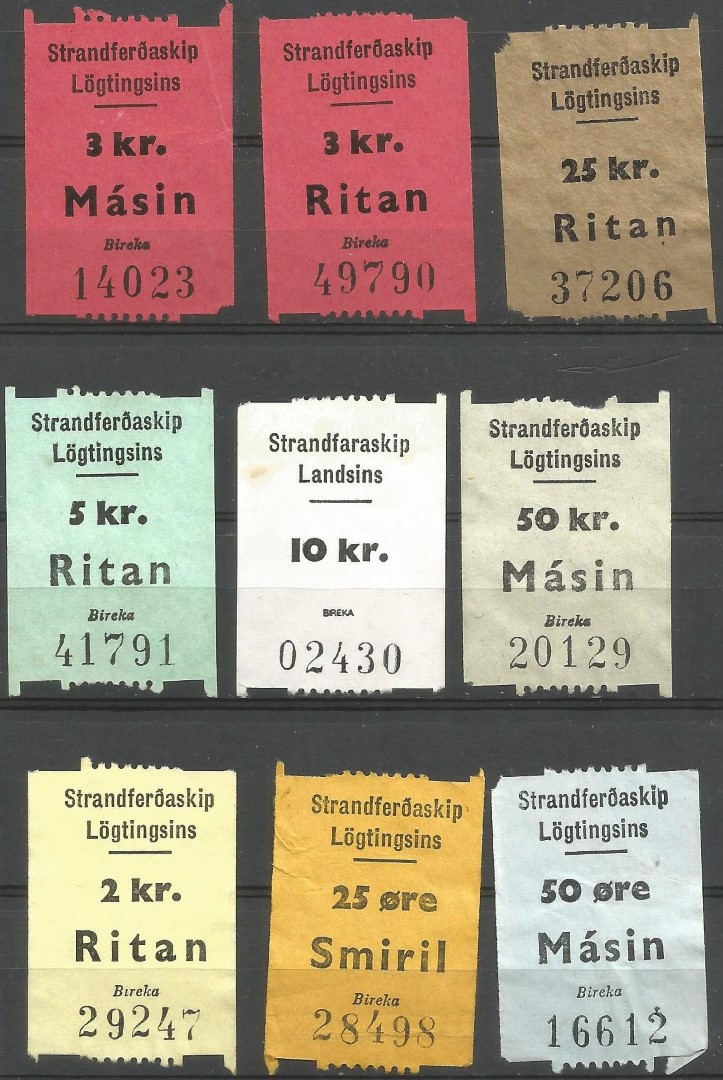 Strandferðaskip
Lögtingsins
3 kr.
Másin
Bireka
14023
Strandferðaskip
Lögtingsins
3 kr.
Ritan
Bireka
49790
Strandferðaskip
Lögtingsins
25 kr.
Ritan
37206
Strandferðaskip
Lögtingsins
5 kr.
Ritan
Bireka
41791
Strandfaraskip
Landsins
10 kr.
BIREKA
02430
Strandferðaskip
Lögtingsins
50 kr.
Másin
Bireka
20129
Strandferðaskip
Lögtingsins
2 kr.
Ritan
Bireka
29247
Strandferðaskip
Lögtingsins
25 øre
Smiril
Bireka
28498
Strandferðaskip
Lögtingsins
50 øre
Másin
Bireka
16612